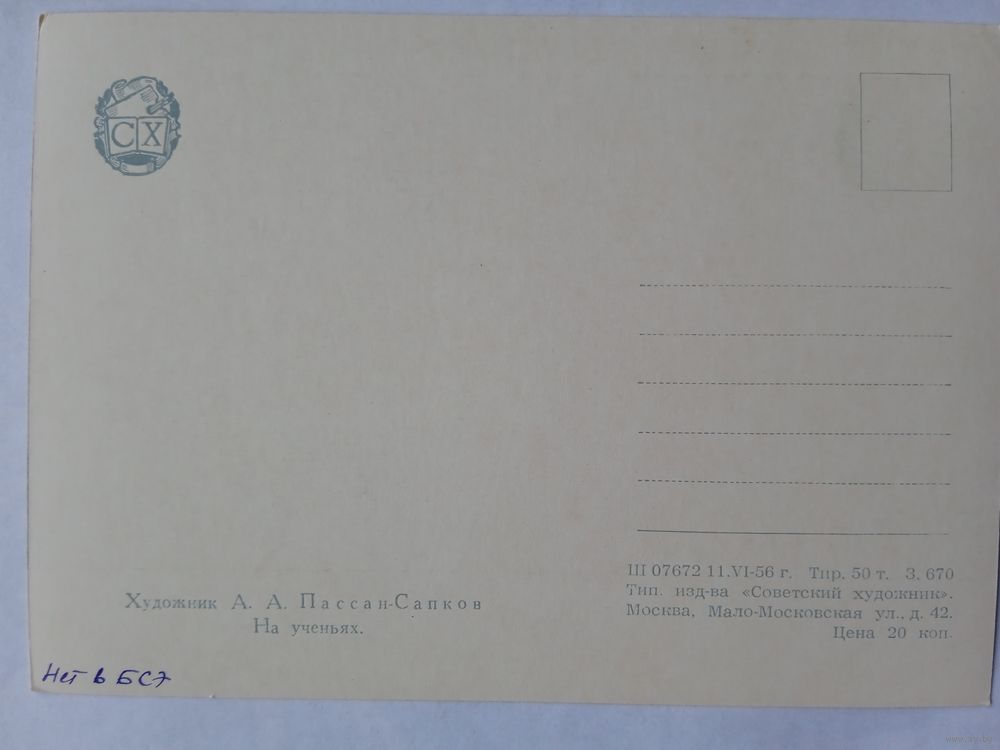 СХ
Художник А. А. Пассан-Сапков
На ученьях.
Ш 07672 11.VI-56 г. Тир. 50 т. З. 670
Тип. изд-ва «Советский художник».
Москва, Мало-Московская ул., д. 42.
Цена 20 коп.
Нет в БСЭ